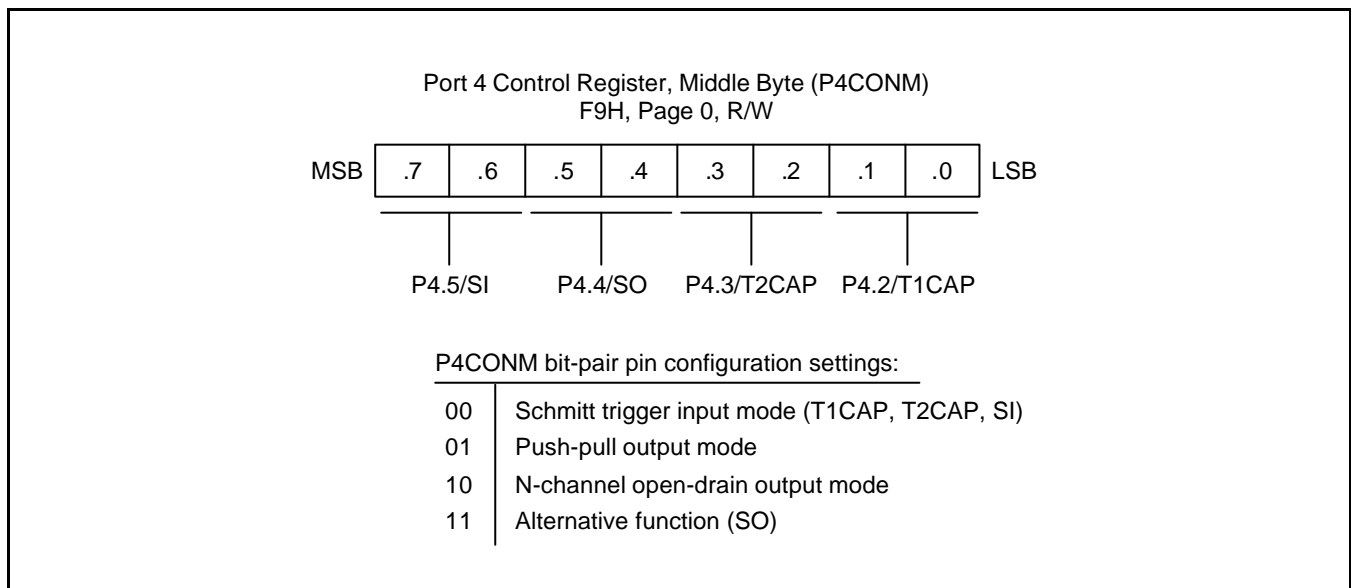 Port 4 Control Register, Middle Byte (P4CONM)
F9H, Page 0, R/W
MSB .7 .6 .5 .4 .3 .2 .1 .0 LSB
P4.5/SI P4.4/SO P4.3/T2CAP P4.2/T1CAP
P4CONM bit-pair pin configuration settings:
00 Schmitt trigger input mode (T1CAP, T2CAP, SI)
01 Push-pull output mode
10 N-channel open-drain output mode
11 Alternative function (SO)